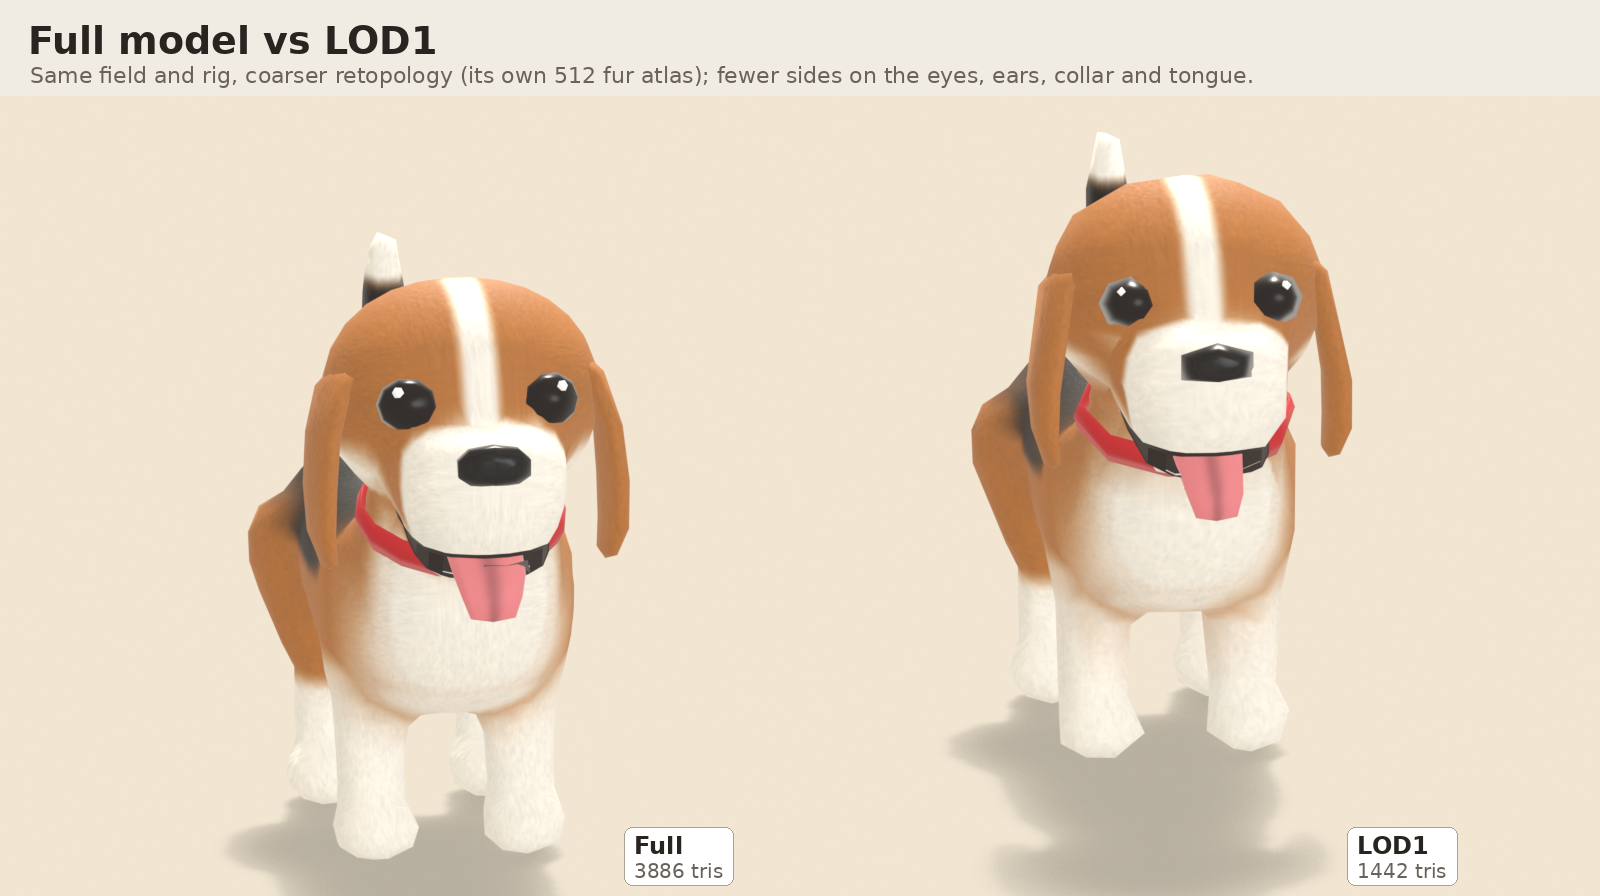 Full model vs LOD1
Same field and rig, coarser retopology (its own 512 fur atlas); fewer sides on the eyes, ears, collar and tongue.
Full
3886 tris
LOD1
1442 tris